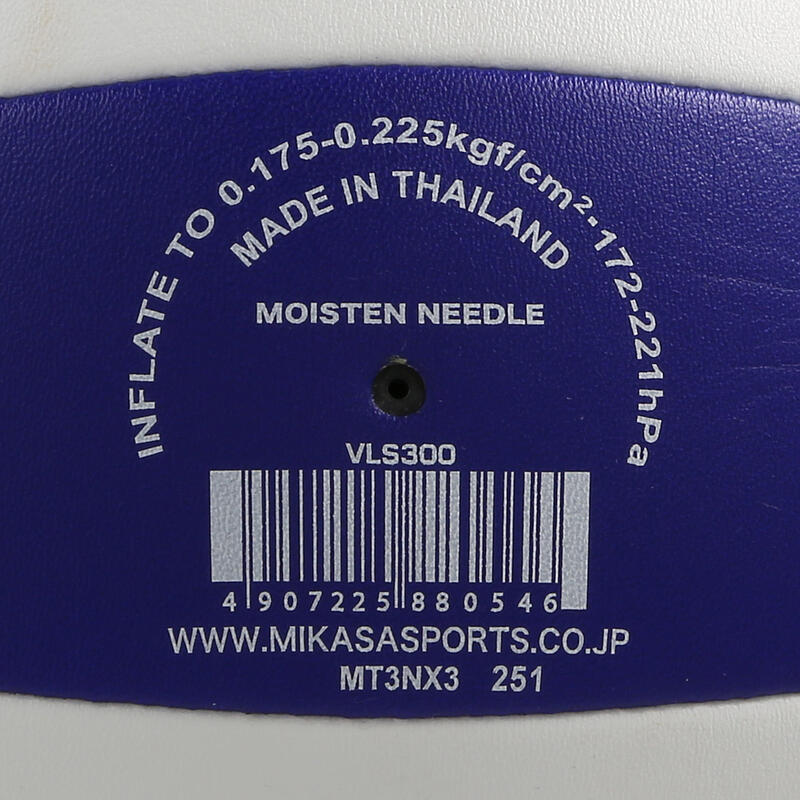 INFLATE TO 0.175-0.225kgf/cm²·172-221hPa
MADE IN THAILAND
MOISTEN NEEDLE
VLS300
4 907225 880546
WWW.MIKASASPORTS.CO.JP
MT3NX3 251